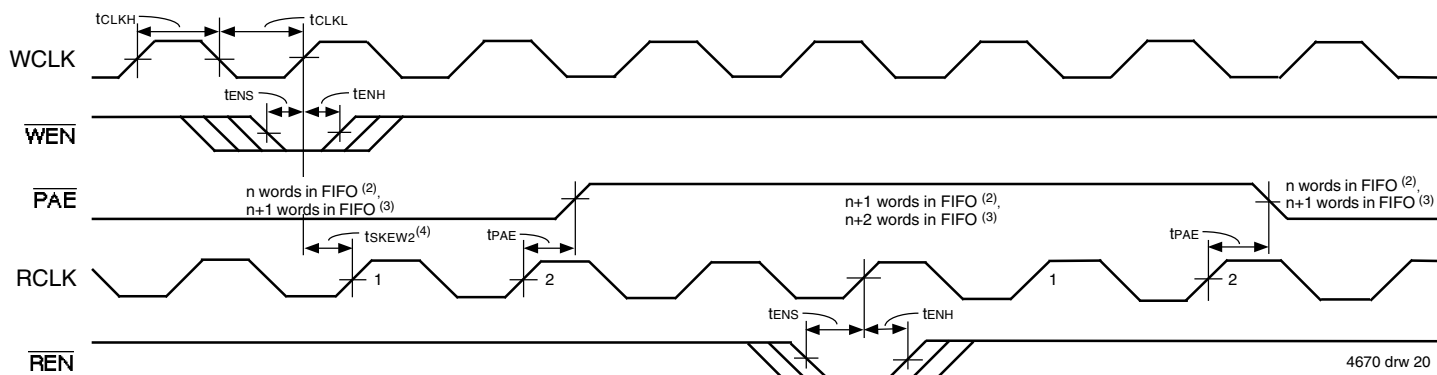 tCLKH
tCLKL
WCLK
tENS
tENH
WEN
PAE
n words in FIFO (2),
n+1 words in FIFO (3)
n+1 words in FIFO (2),
n+2 words in FIFO (3)
n words in FIFO (2),
n+1 words in FIFO (3)
tSKEW2(4)
tPAE
tPAE
RCLK
1
2
1
2
tENS
tENH
REN
4670 drw 20